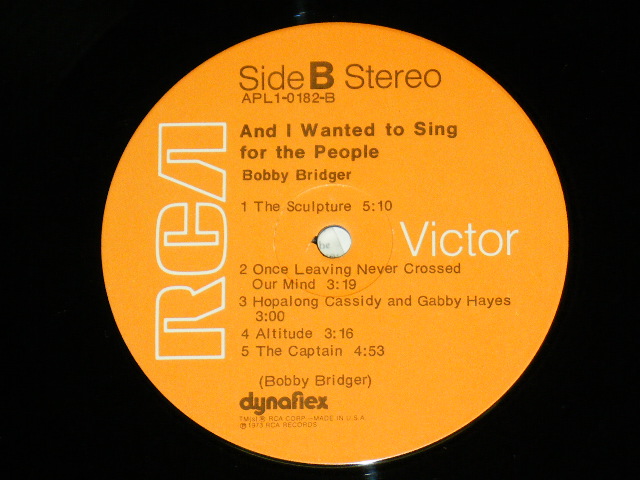 Side B Stereo
APL1-0182-B
And I Wanted to Sing
for the People
Bobby Bridger
1 The Sculpture 5:10
RCA Victor
2 Once Leaving Never Crossed
Our Mind 3:19
3 Hopalong Cassidy and Gabby Hayes
3:00
4 Altitude 3:16
5 The Captain 4:53
(Bobby Bridger)
dynaflex
TM(s) ® RCA CORP.—MADE IN U.S.A.
℗ 1973 RCA RECORDS